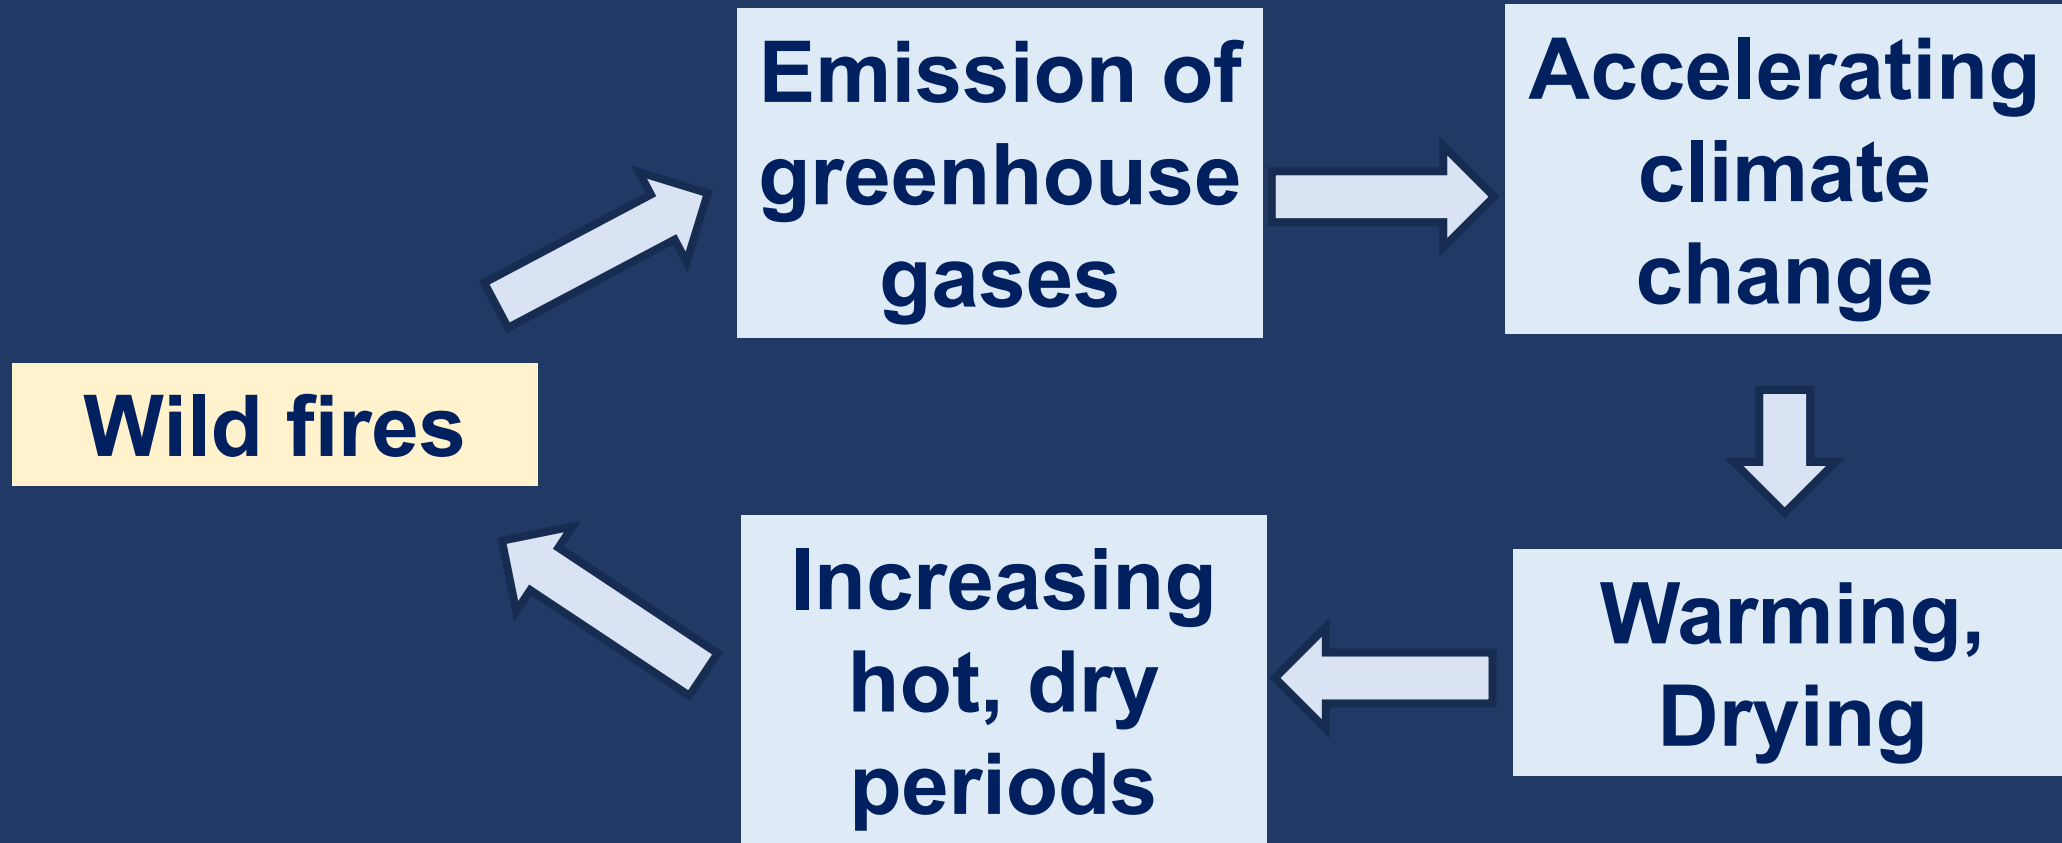 Emission of
greenhouse
gases
Accelerating
climate
change
Wild fires
Increasing
hot, dry
periods
Warming,
Drying